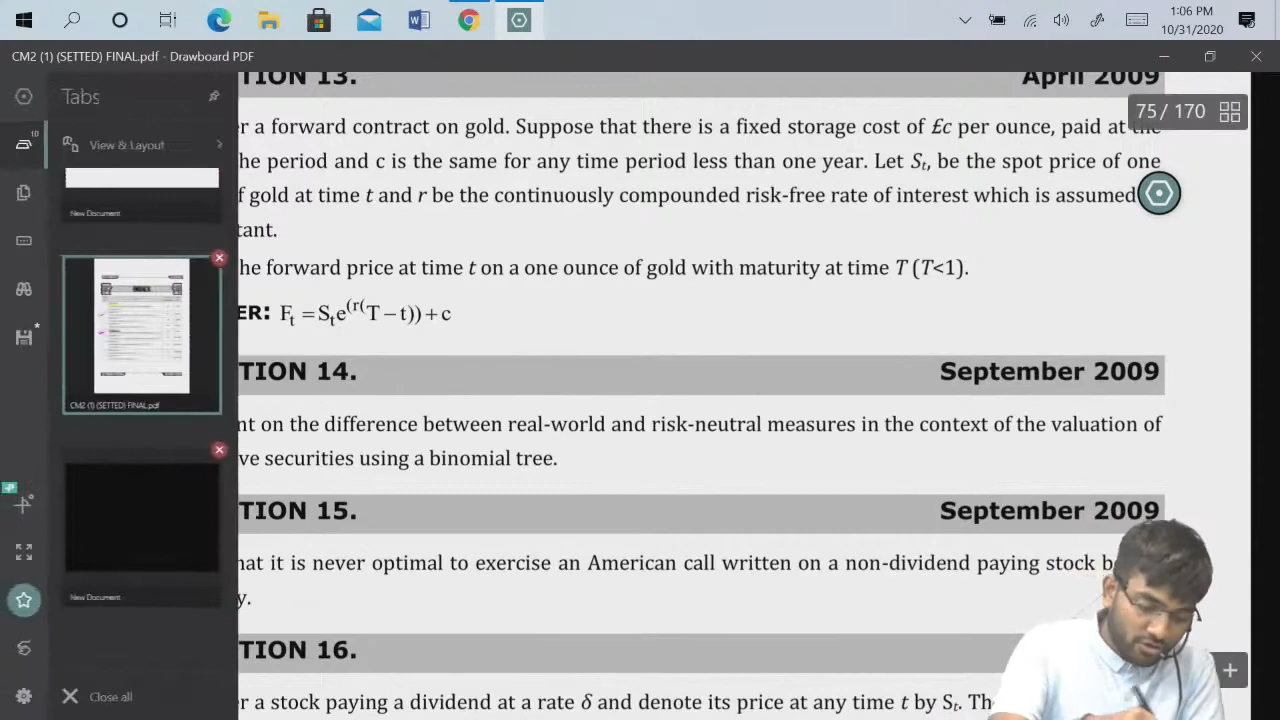 1:06 PM
10/31/2020
CM2 (1) (SETTED) FINAL.pdf - Drawboard PDF
Tabs
View & Layout
New Document
CM2 (1) (SETTED) FINAL.pdf
New Document
Close all
10
75 / 170
TION 13. April 2009
er a forward contract on gold. Suppose that there is a fixed storage cost of £c per ounce, paid at the
he period and c is the same for any time period less than one year. Let St, be the spot price of one
f gold at time t and r be the continuously compounded risk-free rate of interest which is assumed
tant.
he forward price at time t on a one ounce of gold with maturity at time T (T<1).
ER: Ft = Ste^(r(T − t)) + c
TION 14. September 2009
nt on the difference between real-world and risk-neutral measures in the context of the valuation of
ve securities using a binomial tree.
TION 15. September 2009
hat it is never optimal to exercise an American call written on a non-dividend paying stock b
y.
TION 16.
er a stock paying a dividend at a rate δ and denote its price at any time t by St. Th